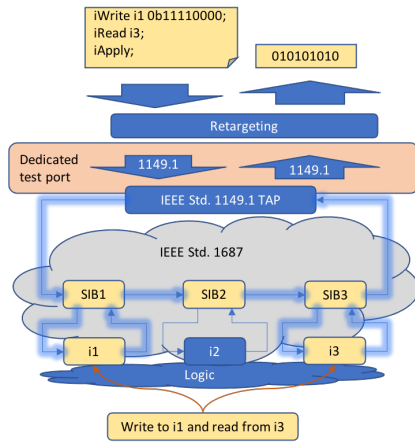 iWrite i1 0b11110000;
iRead i3;
iApply;
010101010
Retargeting
Dedicated
test port
1149.1
1149.1
IEEE Std. 1149.1 TAP
IEEE Std. 1687
SIB1
SIB2
SIB3
i1
i2
i3
Logic
Write to i1 and read from i3